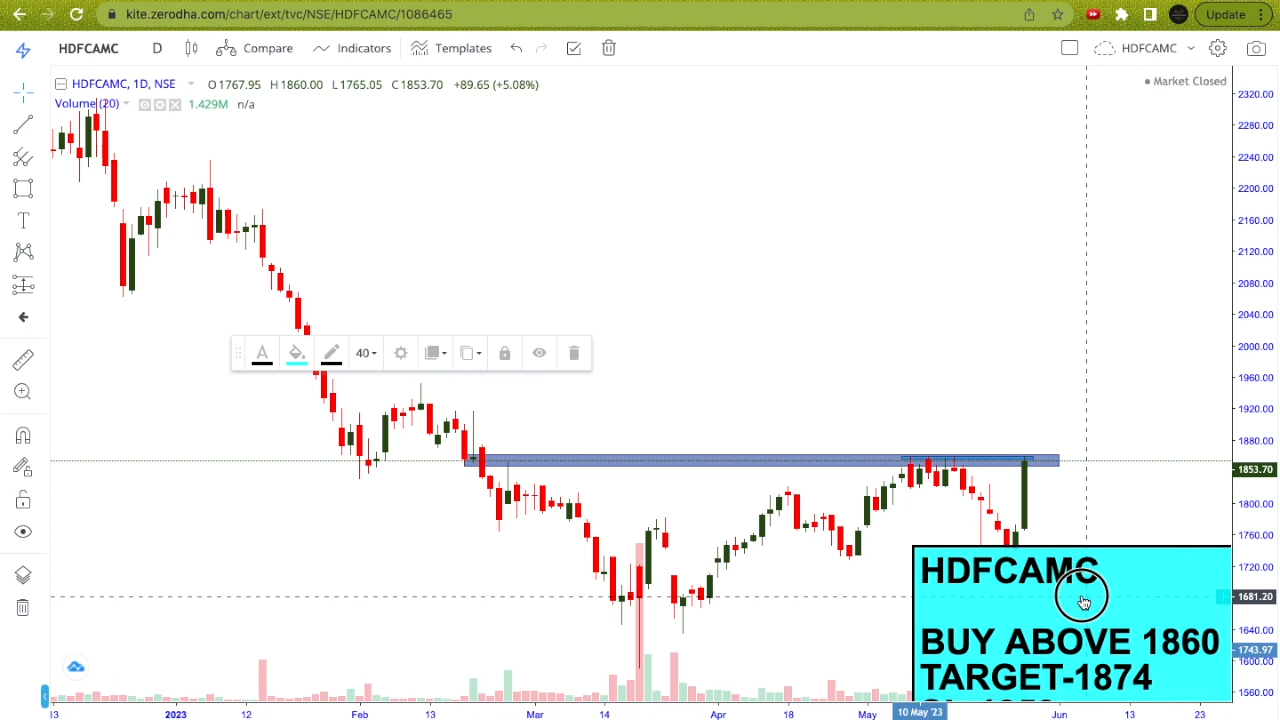 kite.zerodha.com/chart/ext/tvc/NSE/HDFCAMC/1086465
Update
HDFCAMC
D
Compare
Indicators
Templates
HDFCAMC
HDFCAMC, 1D, NSE
O1767.95 H1860.00 L1765.05 C1853.70 +89.65 (+5.08%)
Market Closed
Volume (20)
1.429M n/a
40
2320.00
2280.00
2240.00
2200.00
2160.00
2120.00
2080.00
2040.00
2000.00
1960.00
1920.00
1880.00
1853.70
1800.00
1760.00
1720.00
1681.20
1640.00
1743.97
1600.00
1560.00
HDFCAMC
BUY ABOVE 1860
TARGET-1874
13
2023
12
Feb
13
Mar
14
Apr
18
May
10 May '23
Jun
13
23